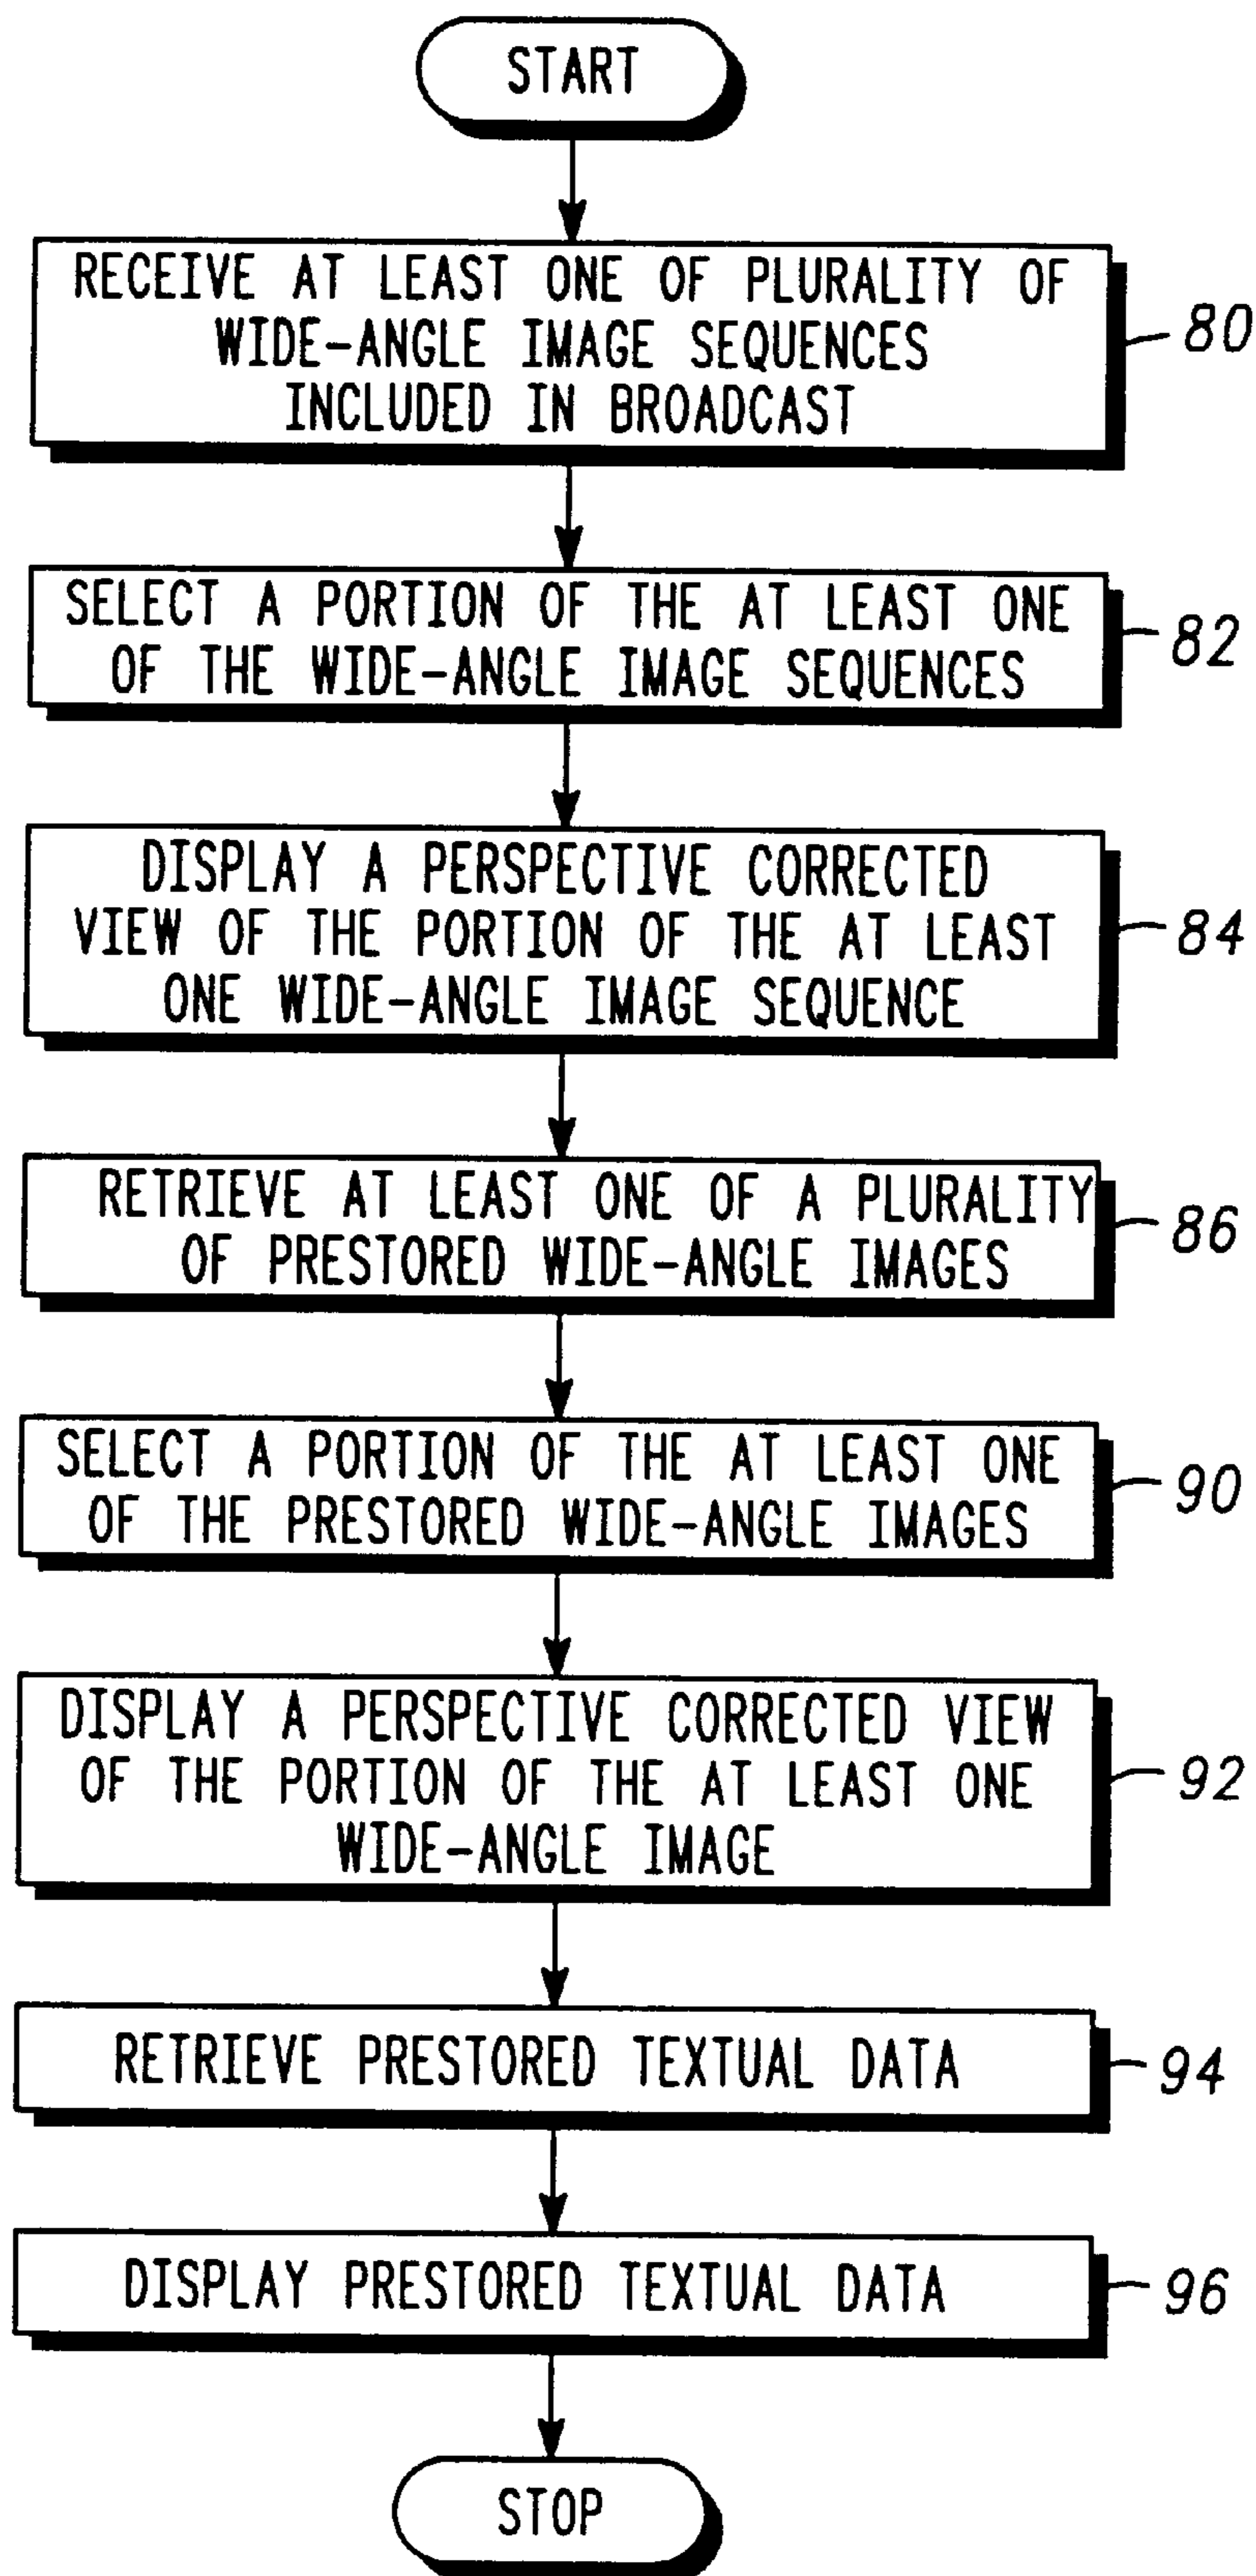 START
RECEIVE AT LEAST ONE OF PLURALITY OF
WIDE-ANGLE IMAGE SEQUENCES
INCLUDED IN BROADCAST
80
SELECT A PORTION OF THE AT LEAST ONE
OF THE WIDE-ANGLE IMAGE SEQUENCES
82
DISPLAY A PERSPECTIVE CORRECTED
VIEW OF THE PORTION OF THE AT LEAST
ONE WIDE-ANGLE IMAGE SEQUENCE
84
RETRIEVE AT LEAST ONE OF A PLURALITY
OF PRESTORED WIDE-ANGLE IMAGES
86
SELECT A PORTION OF THE AT LEAST ONE
OF THE PRESTORED WIDE-ANGLE IMAGES
90
DISPLAY A PERSPECTIVE CORRECTED VIEW
OF THE PORTION OF THE AT LEAST ONE
WIDE-ANGLE IMAGE
92
RETRIEVE PRESTORED TEXTUAL DATA
94
DISPLAY PRESTORED TEXTUAL DATA
96
STOP